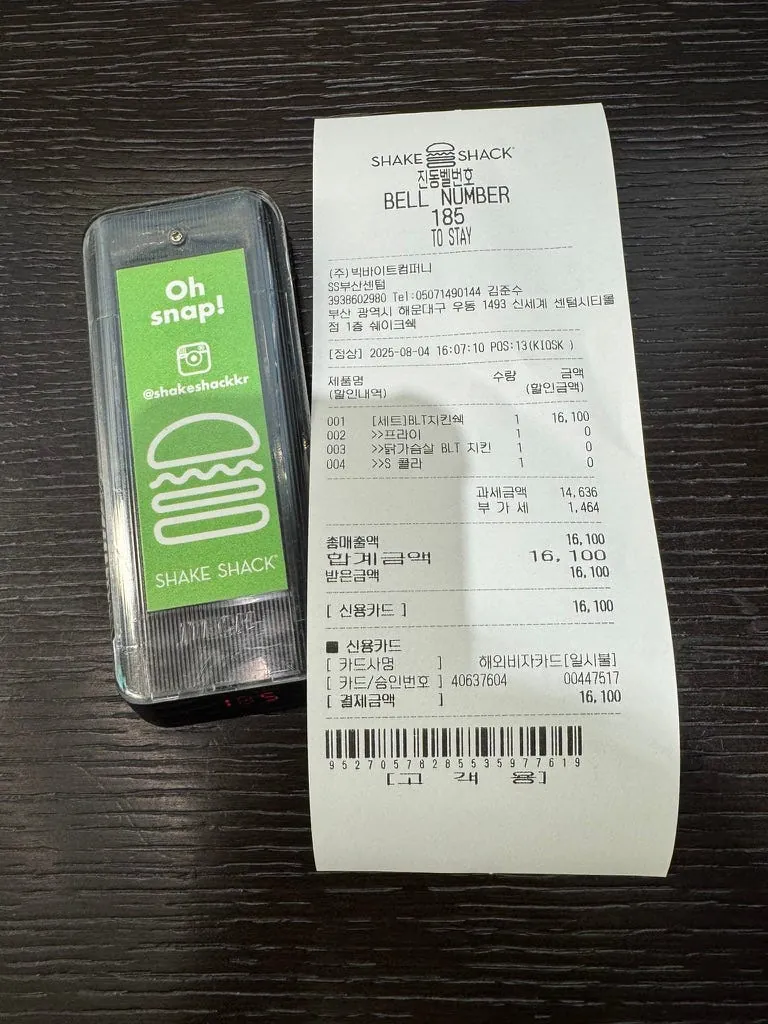 Oh
snap!
@shakeshackkr
SHAKE SHACK
185
SHAKE SHACK
진동벨번호
BELL NUMBER
185
TO STAY
(주)빅바이트컴퍼니
SS부산센텀
3938602980 Tel:05071490144 김준수
부산 광역시 해운대구 우동 1493 신세계 센텀시티몰
점 1층 쉐이크쉑
[정상] 2025-08-04 16:07:10 POS:13(KIOSK )
제품명 수량 금액
(할인내역) (할인금액)
001 [세트]BLT치킨쉑 1 16,100
002 >>프라이 1 0
003 >>닭가슴살 BLT 치킨 1 0
004 >>S 콜라 1 0
과세금액 14,636
부 가 세 1,464
총매출액 16,100
합계금액 16,100
받은금액 16,100
[ 신용카드 ] 16,100
■ 신용카드
[ 카드사명 ] 해외비자카드[일시불]
[ 카드/승인번호 ] 40637604 00447517
[ 결제금액 ] 16,100
95270578285535977619
[고 객 용]